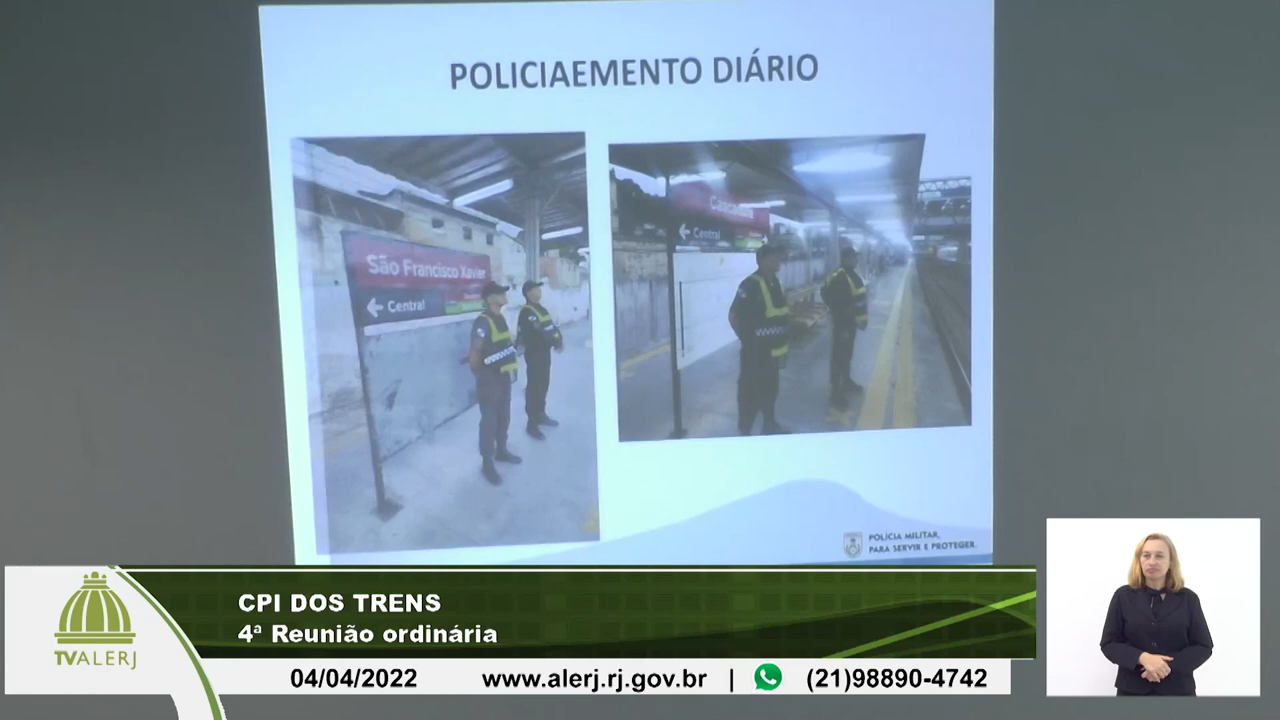 POLICIAEMENTO DIÁRIO
São Francisco Xavier
← Central
← Central
POLÍCIA MILITAR,
PARA SERVIR E PROTEGER.
CPI DOS TRENS
4ª Reunião ordinária
TVALERJ
04/04/2022 www.alerj.rj.gov.br | (21)98890-4742